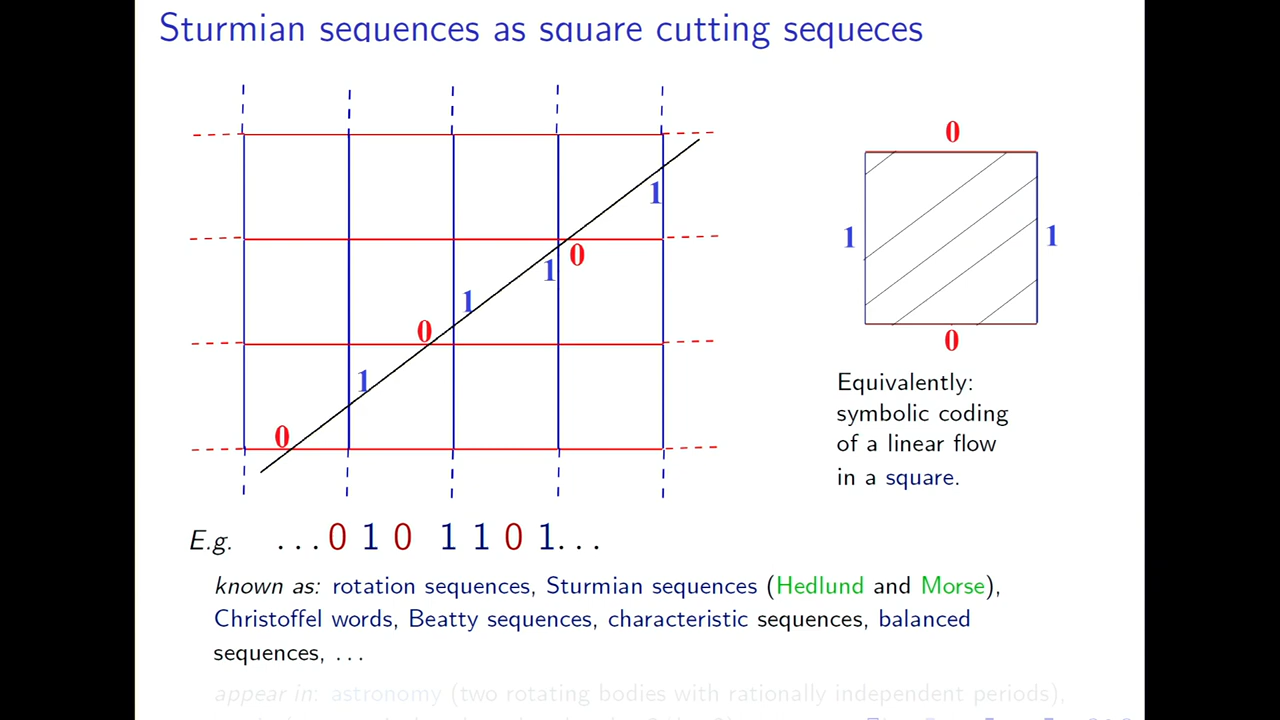 Sturmian sequences as square cutting sequeces
0
1
0
1
1
0
1
0
1
1
0
Equivalently:
symbolic coding
of a linear flow
in a square.
E.g. ...0 1 0 1 1 0 1...
known as: rotation sequences, Sturmian sequences (Hedlund and Morse),
Christoffel words, Beatty sequences, characteristic sequences, balanced
sequences, ...
appear in: astronomy (two rotating bodies with rationally independent periods),